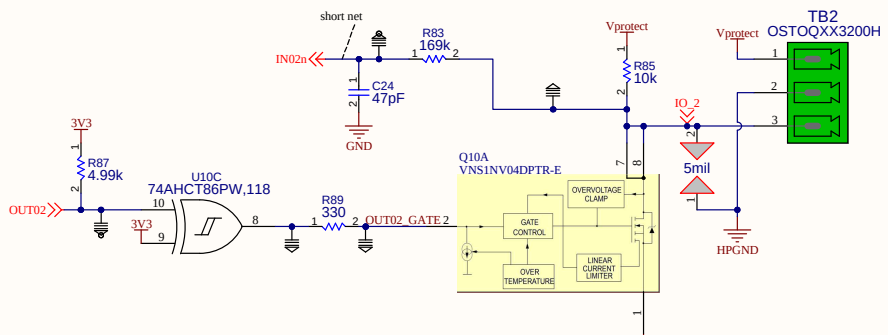 short net
TB2
OSTOQXX3200H
Vprotect
Vprotect
R83
169k
1
2
IN02n
1
R85
10k
2
1
2
3
1
C24
47pF
2
GND
IO_2
3V3
Q10A
VNS1NV04DPTR-E
7
8
2
5mil
1
1
R87
4.99k
2
U10C
74AHCT86PW,118
OVERVOLTAGE
CLAMP
OUT02
10
8
R89
330
1
2
OUT02_GATE
2
GATE
CONTROL
3V3
9
LINEAR
CURRENT
LIMITER
OVER
TEMPERATURE
HPGND
1